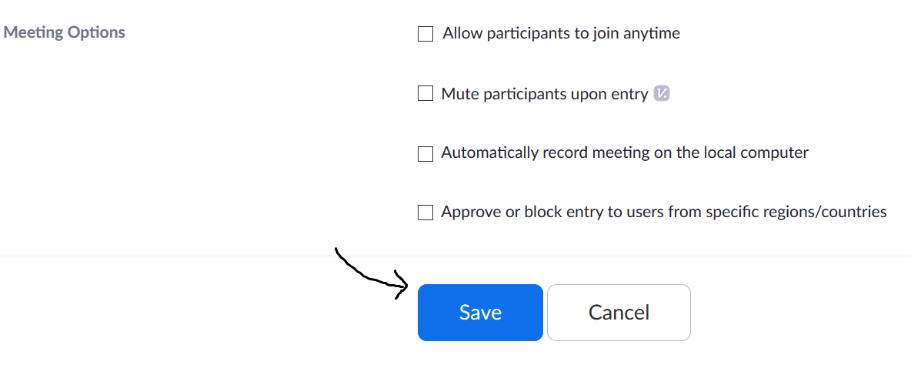 Meeting Options
Allow participants to join anytime
Mute participants upon entry
Automatically record meeting on the local computer
Approve or block entry to users from specific regions/countries
Save Cancel